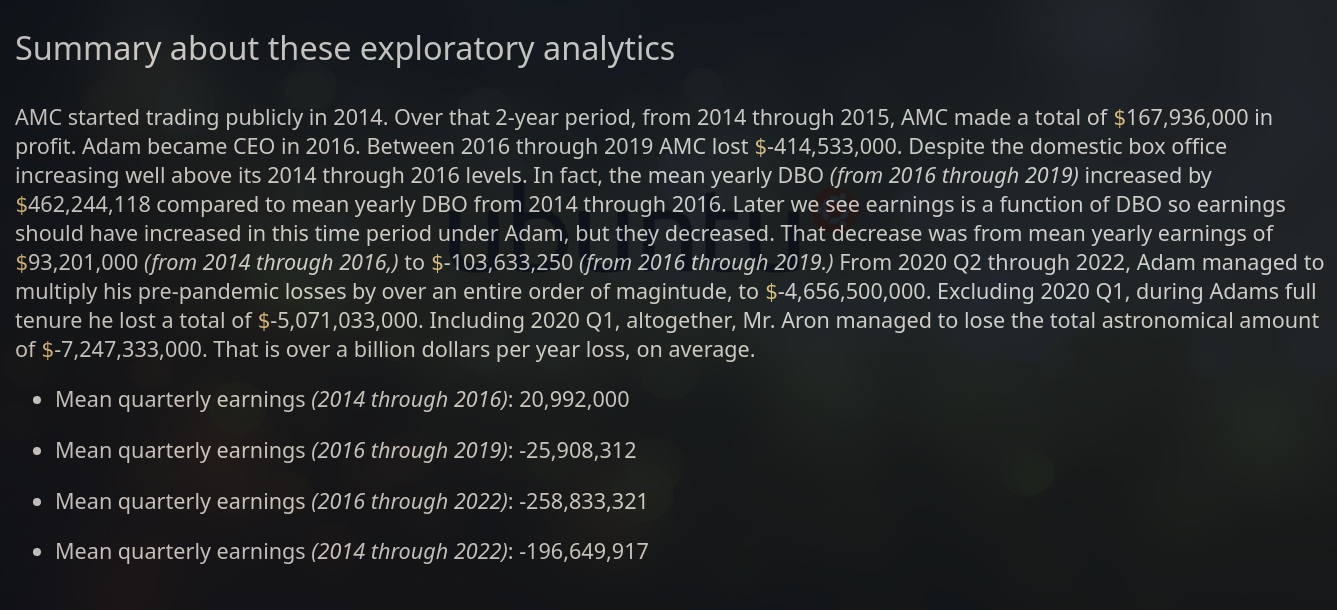 Summary about these exploratory analytics
AMC started trading publicly in 2014. Over that 2-year period, from 2014 through 2015, AMC made a total of $167,936,000 in
profit. Adam became CEO in 2016. Between 2016 through 2019 AMC lost $-414,533,000. Despite the domestic box office
increasing well above its 2014 through 2016 levels. In fact, the mean yearly DBO (from 2016 through 2019) increased by
$462,244,118 compared to mean yearly DBO from 2014 through 2016. Later we see earnings is a function of DBO so earnings
should have increased in this time period under Adam, but they decreased. That decrease was from mean yearly earnings of
$93,201,000 (from 2014 through 2016,) to $-103,633,250 (from 2016 through 2019.) From 2020 Q2 through 2022, Adam managed to
multiply his pre-pandemic losses by over an entire order of magintude, to $-4,656,500,000. Excluding 2020 Q1, during Adams full
tenure he lost a total of $-5,071,033,000. Including 2020 Q1, altogether, Mr. Aron managed to lose the total astronomical amount
of $-7,247,333,000. That is over a billion dollars per year loss, on average.
• Mean quarterly earnings (2014 through 2016): 20,992,000
• Mean quarterly earnings (2016 through 2019): -25,908,312
• Mean quarterly earnings (2016 through 2022): -258,833,321
• Mean quarterly earnings (2014 through 2022): -196,649,917
ubuntu